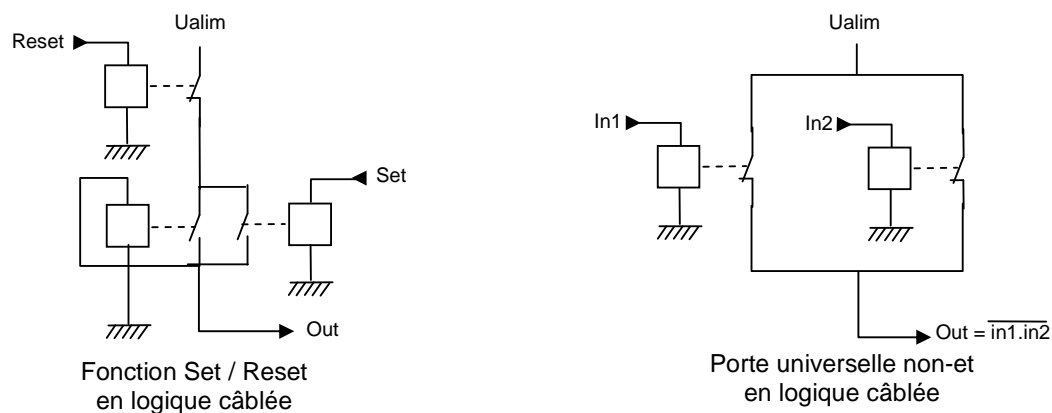 Ualim
Reset
Set
Out
Fonction Set / Reset
en logique câblée
Ualim
In1
In2
Out = \overline{in1.in2}
Porte universelle non-et
en logique câblée